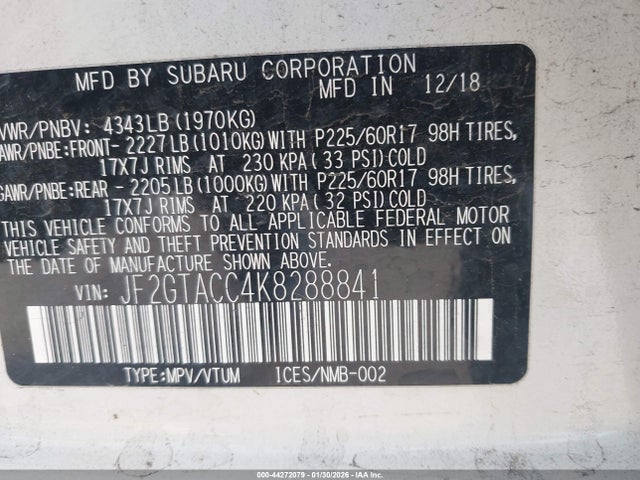 MFD BY SUBARU CORPORATION
MFD IN 12/18
VWR/PNBV: 4343LB (1970KG)
AWR/PNBE:FRONT- 2227LB (1010KG) WITH P225/60R17 98H TIRES,
17X7J RIMS AT 230 KPA( 33 PSI)COLD
GAWR/PNBE:REAR - 2205LB (1000KG) WITH P225/60R17 98H TIRES,
17X7J RIMS AT 220 KPA( 32 PSI)COLD
THIS VEHICLE CONFORMS TO ALL APPLICABLE FEDERAL MOTOR
VEHICLE SAFETY AND THEFT PREVENTION STANDARDS IN EFFECT ON
THE DATE OF MANUFACTURE SHOWN ABOVE.
VIN: JF2GTACC4K8288841
TYPE:MPV/VTUM ICES/NMB-002
000-44272079 - 01/30/2026 - IAAI.COM